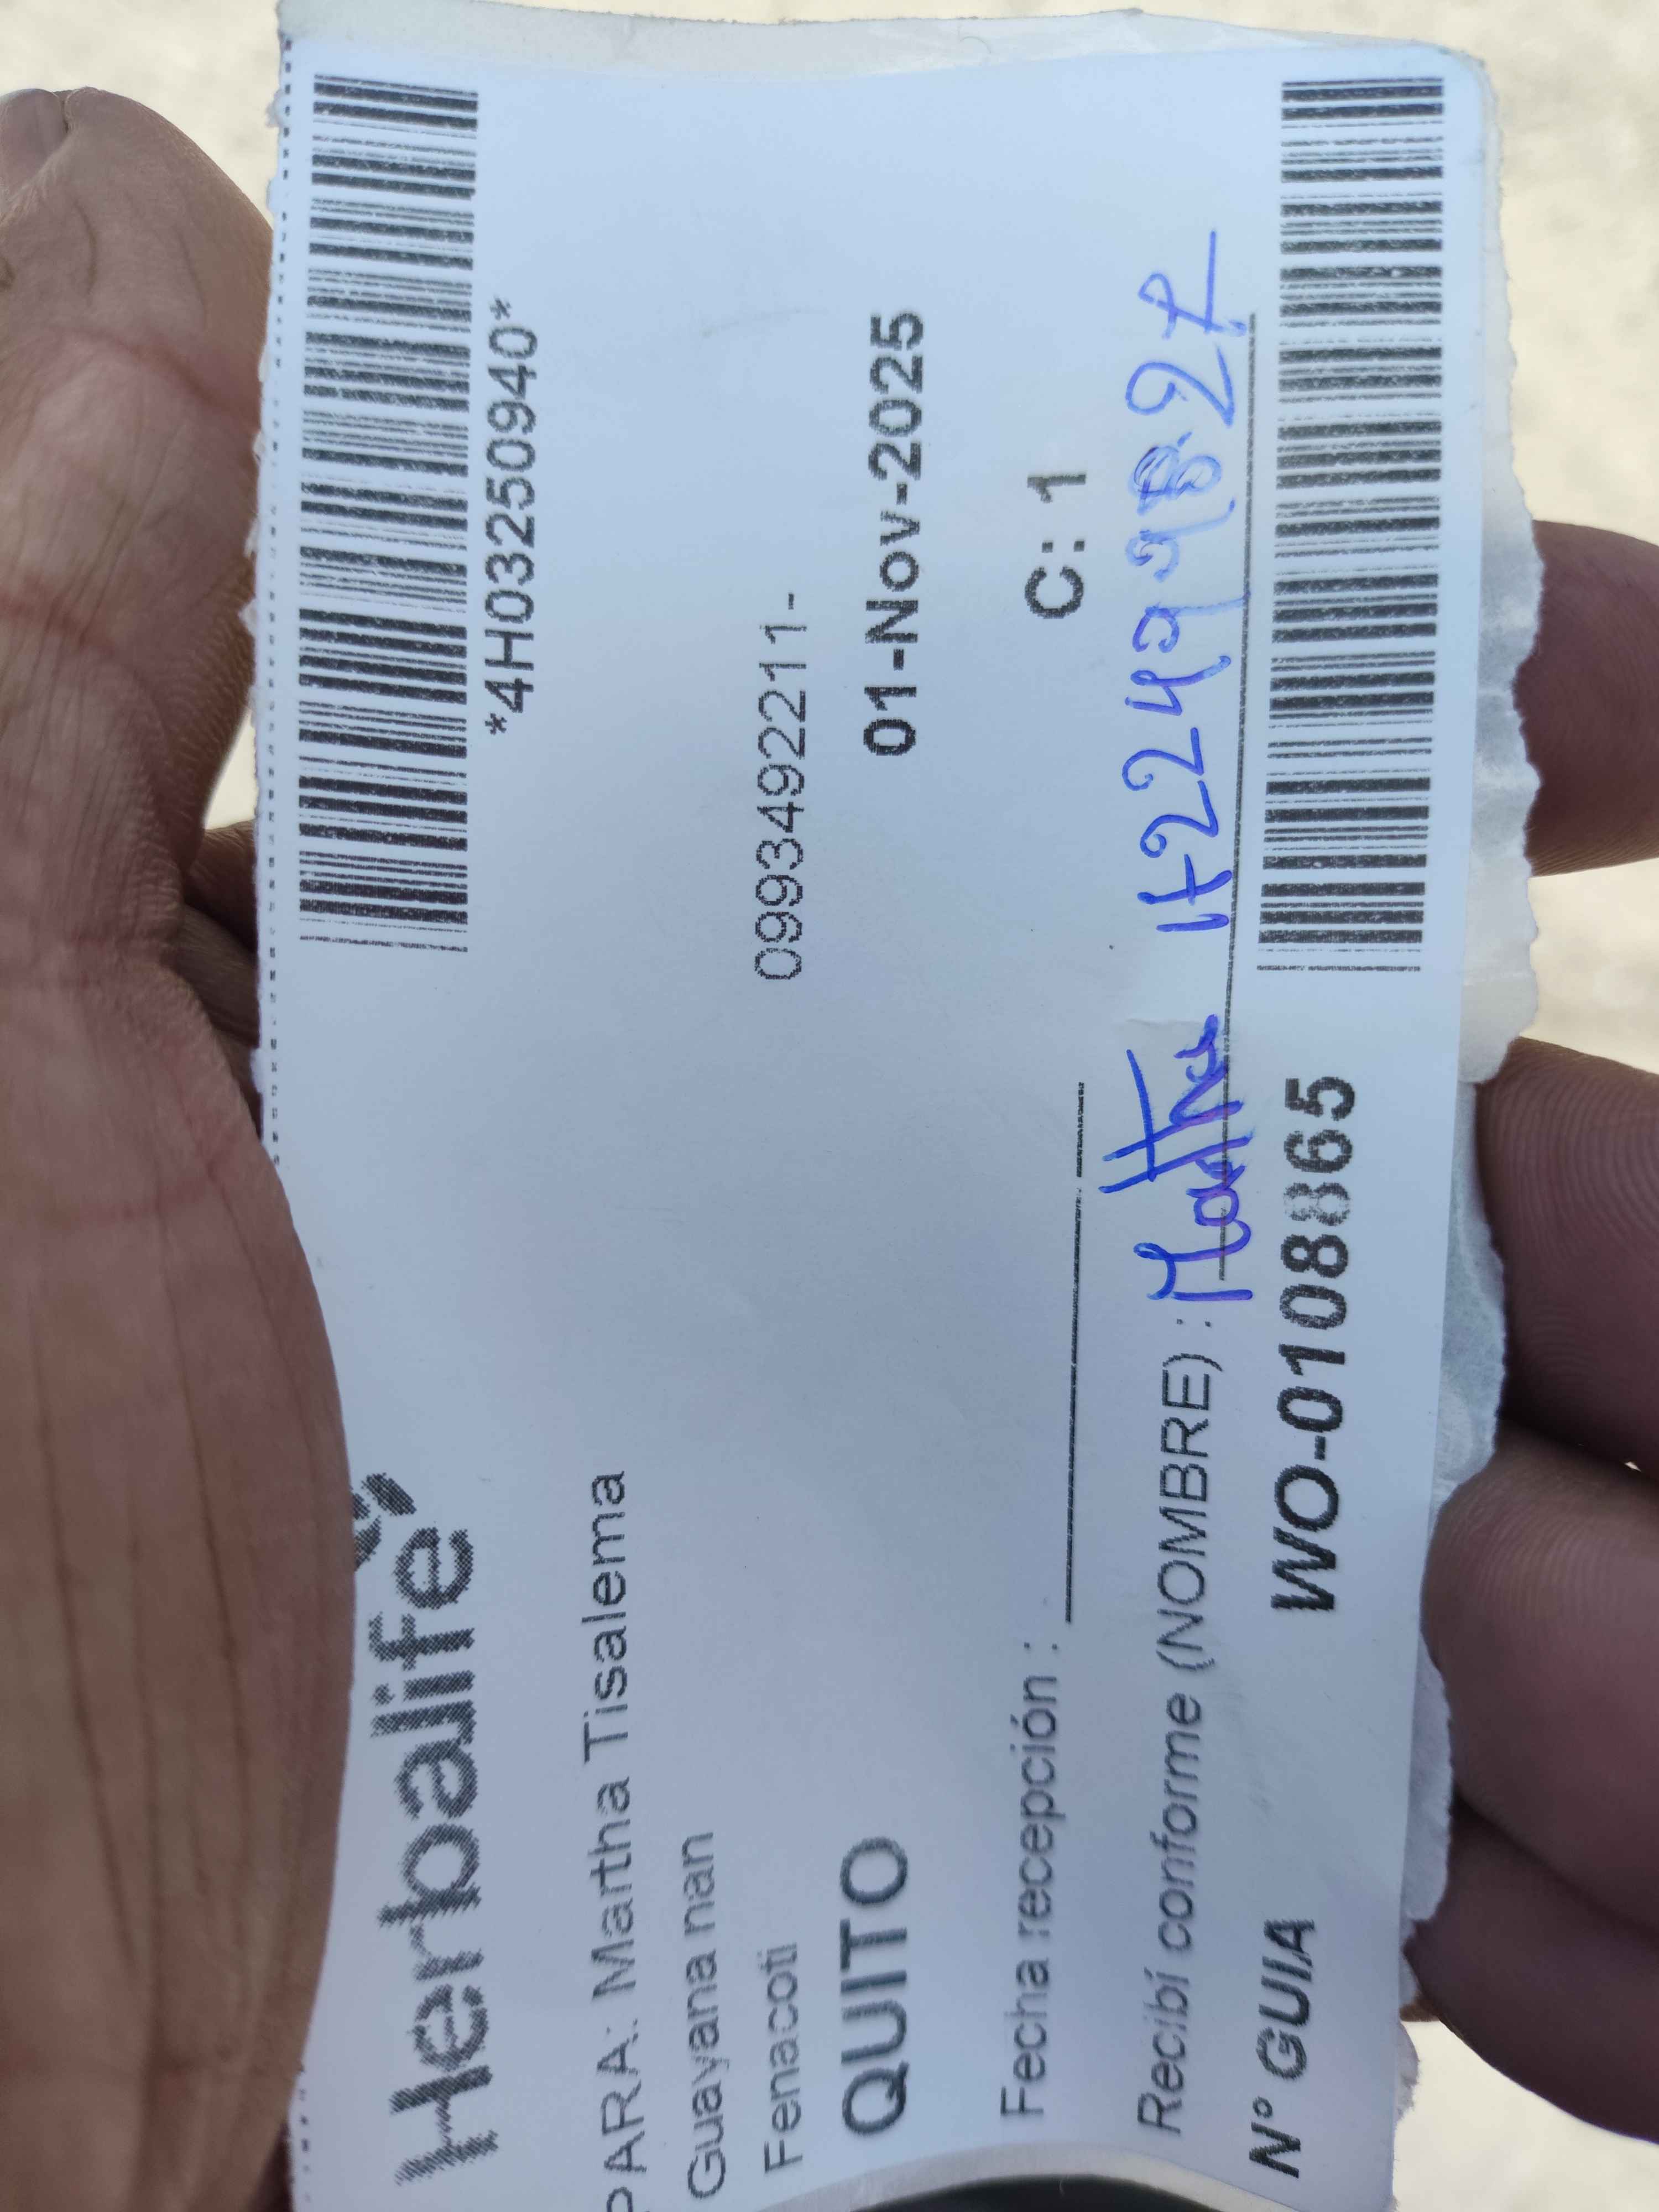 Herbalife
*4H03250940*
PARA: Martha Tisalema
Guayana nan
Fenacoti 0993492211-
QUITO 01-Nov-2025
Fecha recepción : C: 1
Recibí conforme (NOMBRE) : Martha
N° GUIA WO-0108865